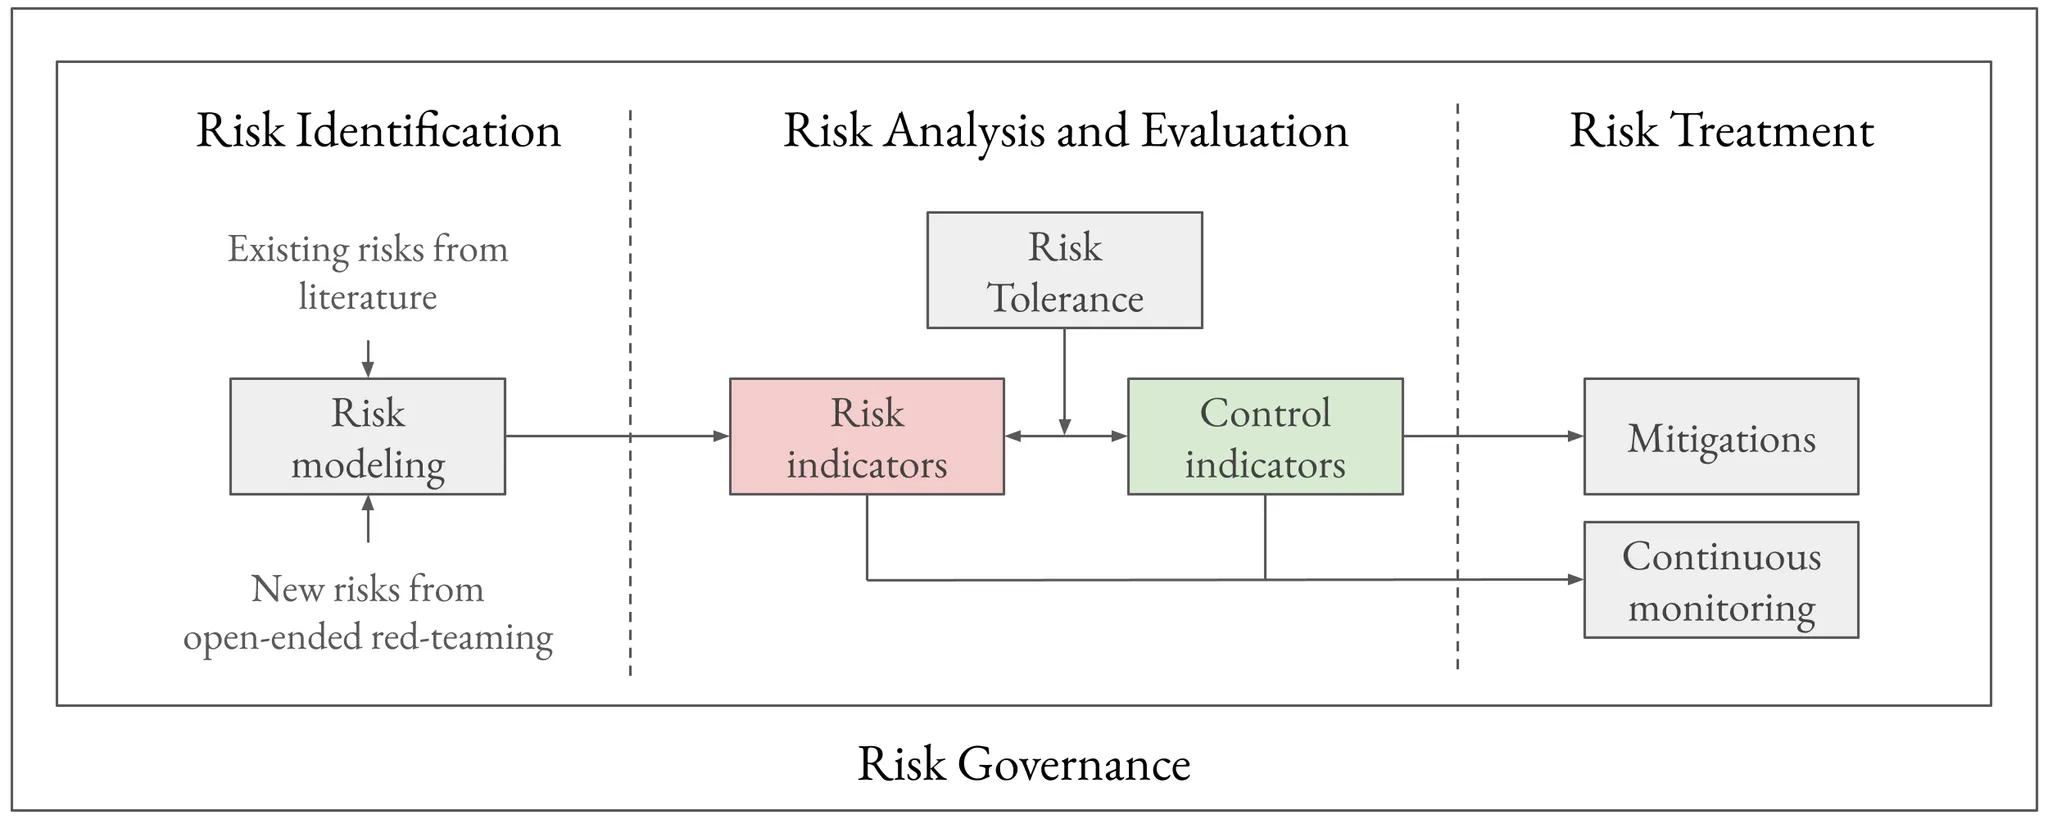 Risk Identification
Existing risks from
literature
Risk
modeling
New risks from
open-ended red-teaming
Risk Analysis and Evaluation
Risk
Tolerance
Risk
indicators
Control
indicators
Risk Treatment
Mitigations
Continuous
monitoring
Risk Governance